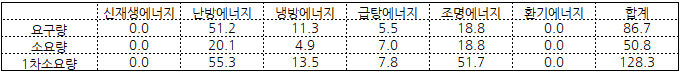 신재생에너지 난방에너지 냉방에너지 급탕에너지 조명에너지 환기에너지 합계
요구량 0.0 51.2 11.3 5.5 18.8 0.0 86.7
소요량 0.0 20.1 4.9 7.0 18.8 0.0 50.8
1차소요량 0.0 55.3 13.5 7.8 51.7 0.0 128.3